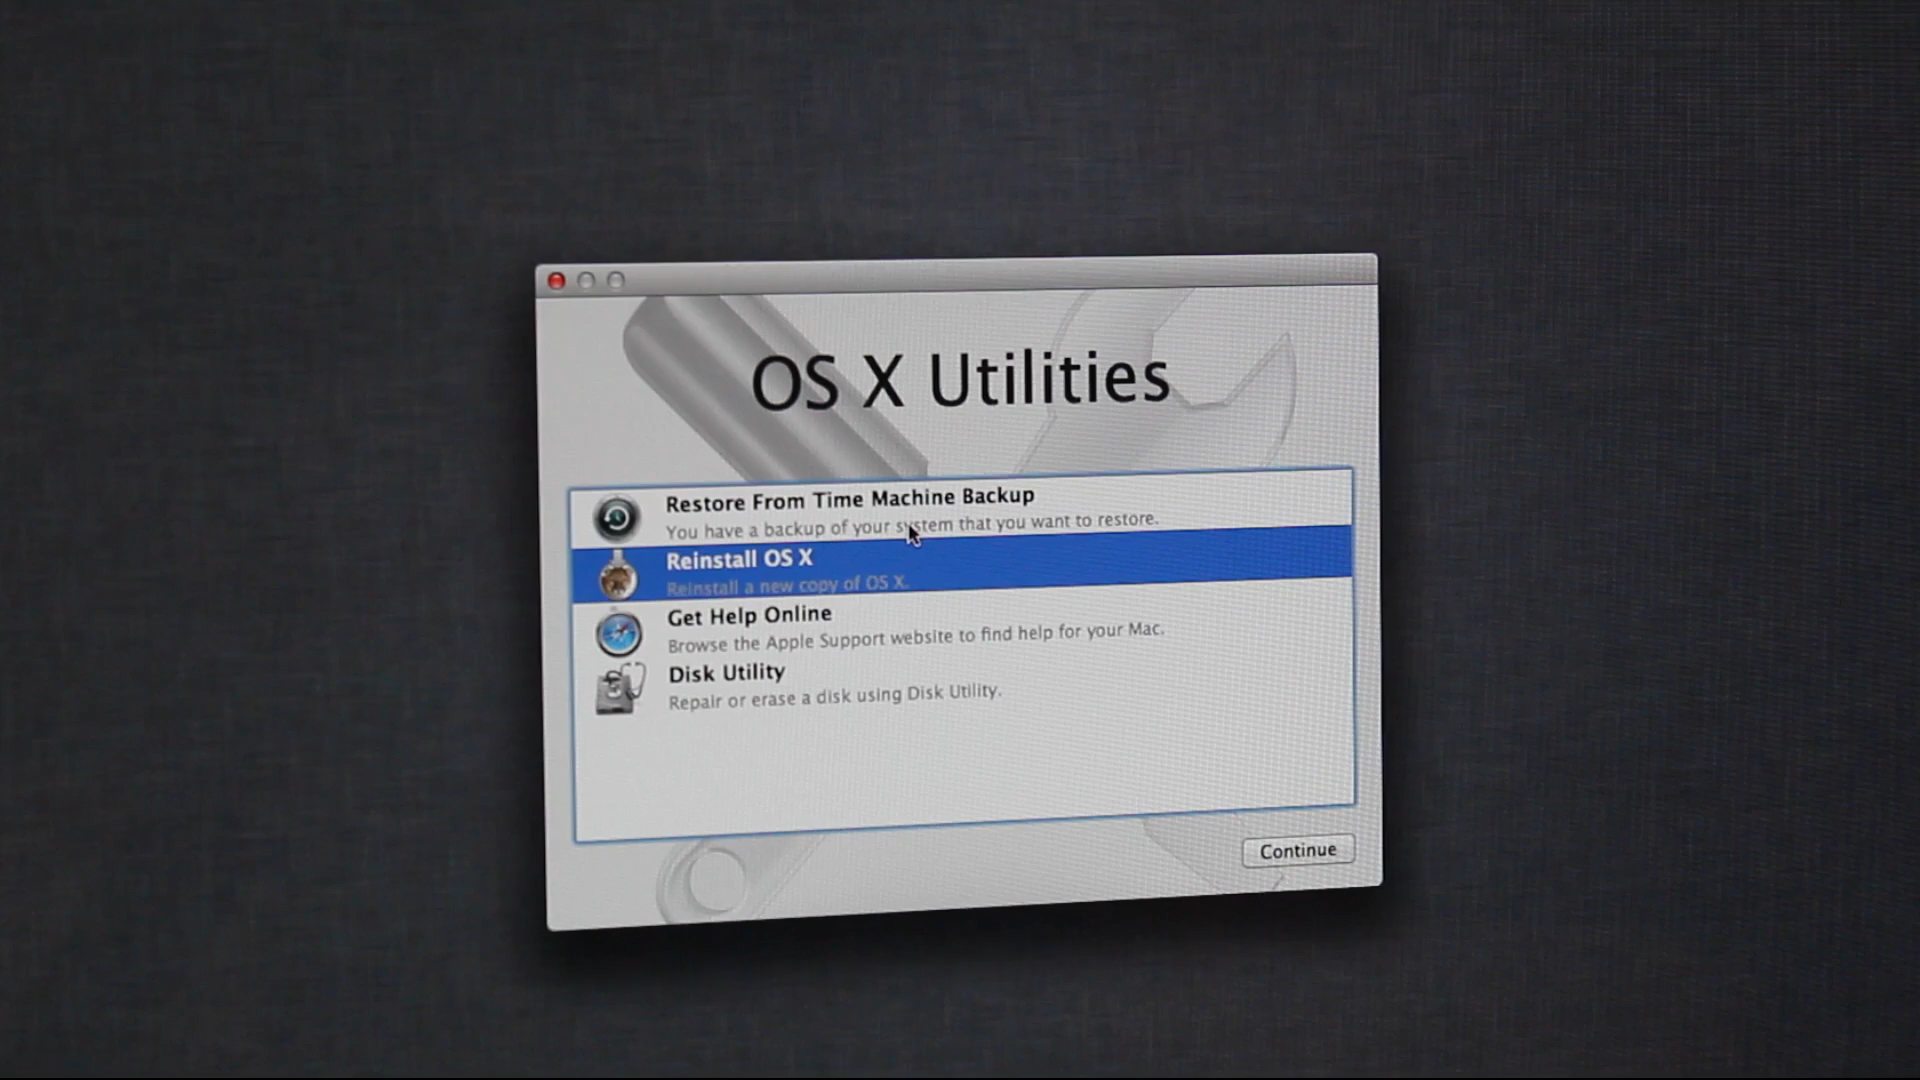 OS X Utilities
Restore From Time Machine Backup
You have a backup of your system that you want to restore.
Reinstall OS X
Reinstall a new copy of OS X.
Get Help Online
Browse the Apple Support website to find help for your Mac.
Disk Utility
Repair or erase a disk using Disk Utility.
Continue